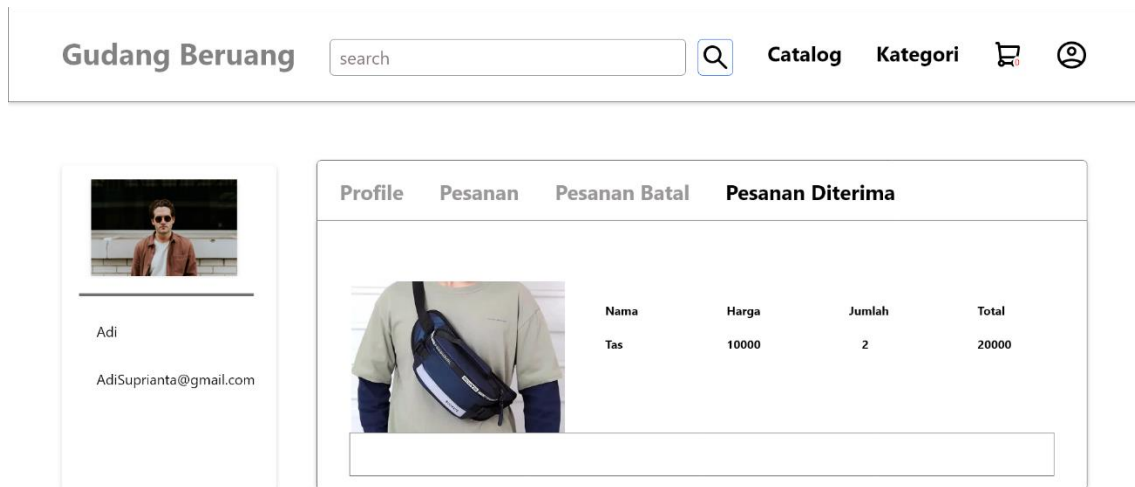 Gudang Beruang search Catalog Kategori 0
Profile Pesanan Pesanan Batal Pesanan Diterima
Adi
AdiSuprianta@gmail.com
Nama Harga Jumlah Total
Tas 10000 2 20000